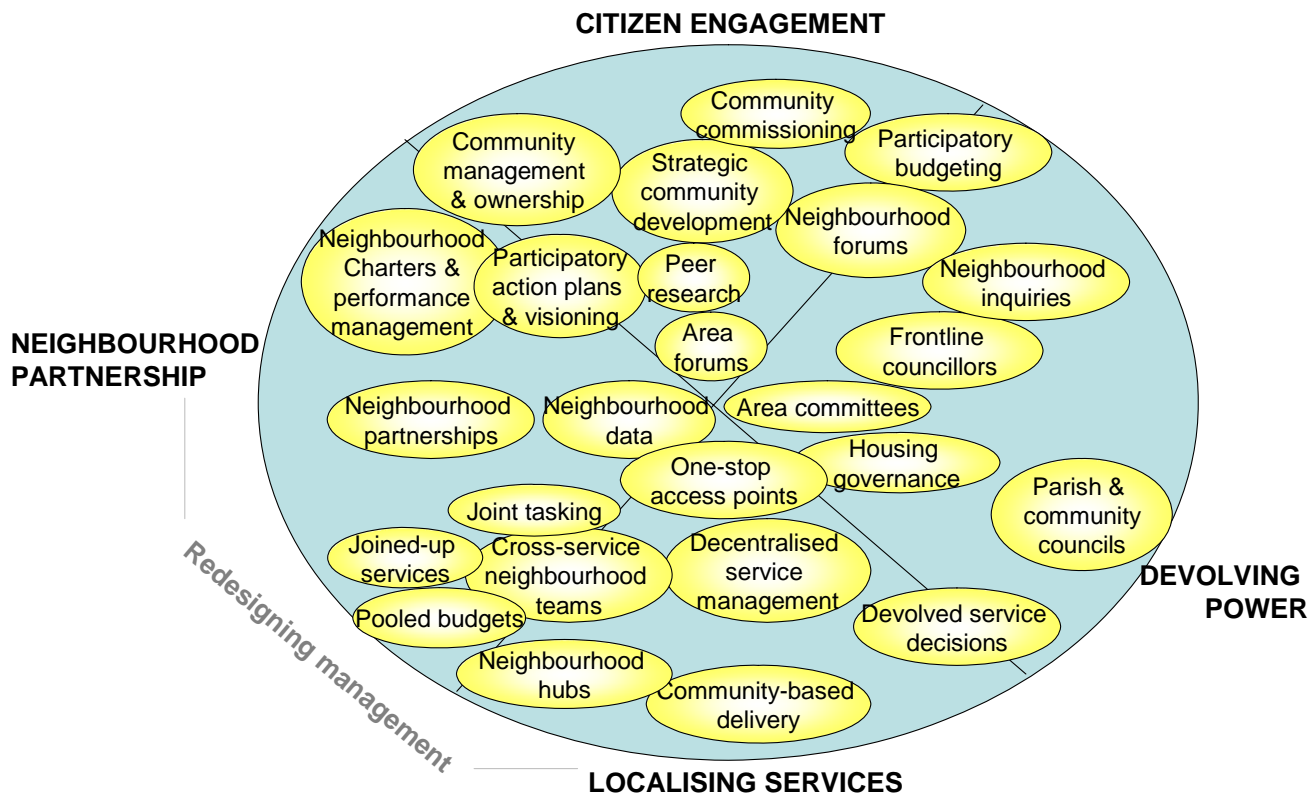 CITIZEN ENGAGEMENT
Community
commissioning
Participatory
budgeting
Community
management
& ownership
Strategic
community
development
Neighbourhood
forums
Neighbourhood
Charters &
performance
management
Participatory
action plans
& visioning
Peer
research
Neighbourhood
inquiries
Area
forums
Frontline
councillors
NEIGHBOURHOOD
PARTNERSHIP
Neighbourhood
partnerships
Neighbourhood
data
Area committees
Housing
governance
One-stop
access points
Parish &
community
councils
Joint tasking
Joined-up
services
Cross-service
neighbourhood
teams
Decentralised
service
management
DEVOLVING
POWER
Pooled budgets
Devolved service
decisions
Redesigning management
Neighbourhood
hubs
Community-based
delivery
LOCALISING SERVICES